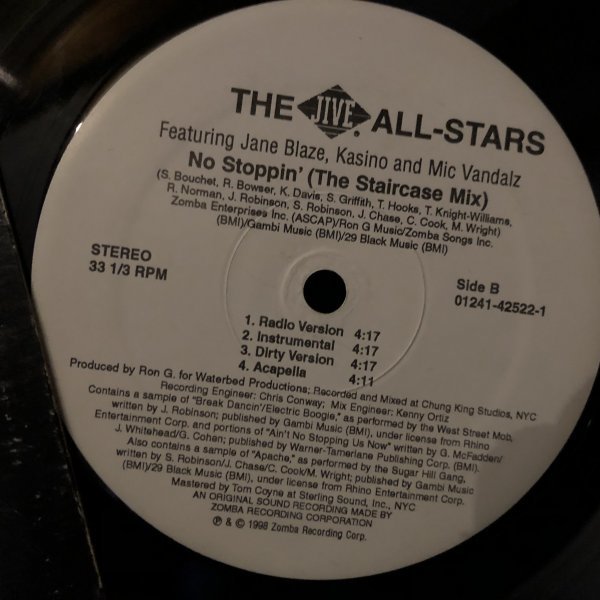 THE JIVE. ALL-STARS
Featuring Jane Blaze, Kasino and Mic Vandalz
No Stoppin' (The Staircase Mix)
(S. Bouchet, R. Bowser, K. Davis, S. Griffith, T. Hooks, T. Knight-Williams,
R. Norman, J. Robinson, S. Robinson, J. Chase, C. Cook, M. Wright)
Zomba Enterprises Inc. (ASCAP)/Ron G Music/Zomba Songs Inc.
(BMI)/Gambi Music (BMI)/29 Black Music (BMI)
STEREO
33 1/3 RPM
Side B
01241-42522-1
1. Radio Version 4:17
2. Instrumental 4:17
3. Dirty Version 4:17
4. Acapella 4:11
Produced by Ron G. for Waterbed Productions; Recorded and Mixed at Chung King Studios, NYC
Recording Engineer: Chris Conway; Mix Engineer: Kenny Ortiz
Contains a sample of "Break Dancin'/Electric Boogie," as performed by the West Street Mob,
written by J. Robinson; published by Gambi Music (BMI), under license from Rhino
Entertainment Corp. and portions of "Ain't No Stopping Us Now" written by G. McFadden/
J. Whitehead/G. Cohen; published by Warner-Tamerlane Publishing Corp. (BMI).
Also contains a sample of "Apache," as performed by the Sugar Hill Gang,
written by S. Robinson/J. Chase/C. Cook/M. Wright; published by Gambi Music
(BMI)/29 Black Music (BMI), under license from Rhino Entertainment Corp.
Mastered by Tom Coyne at Sterling Sound, Inc., NYC
AN ORIGINAL SOUND RECORDING MADE BY
ZOMBA RECORDING CORPORATION
℗ & © 1998 Zomba Recording Corp.